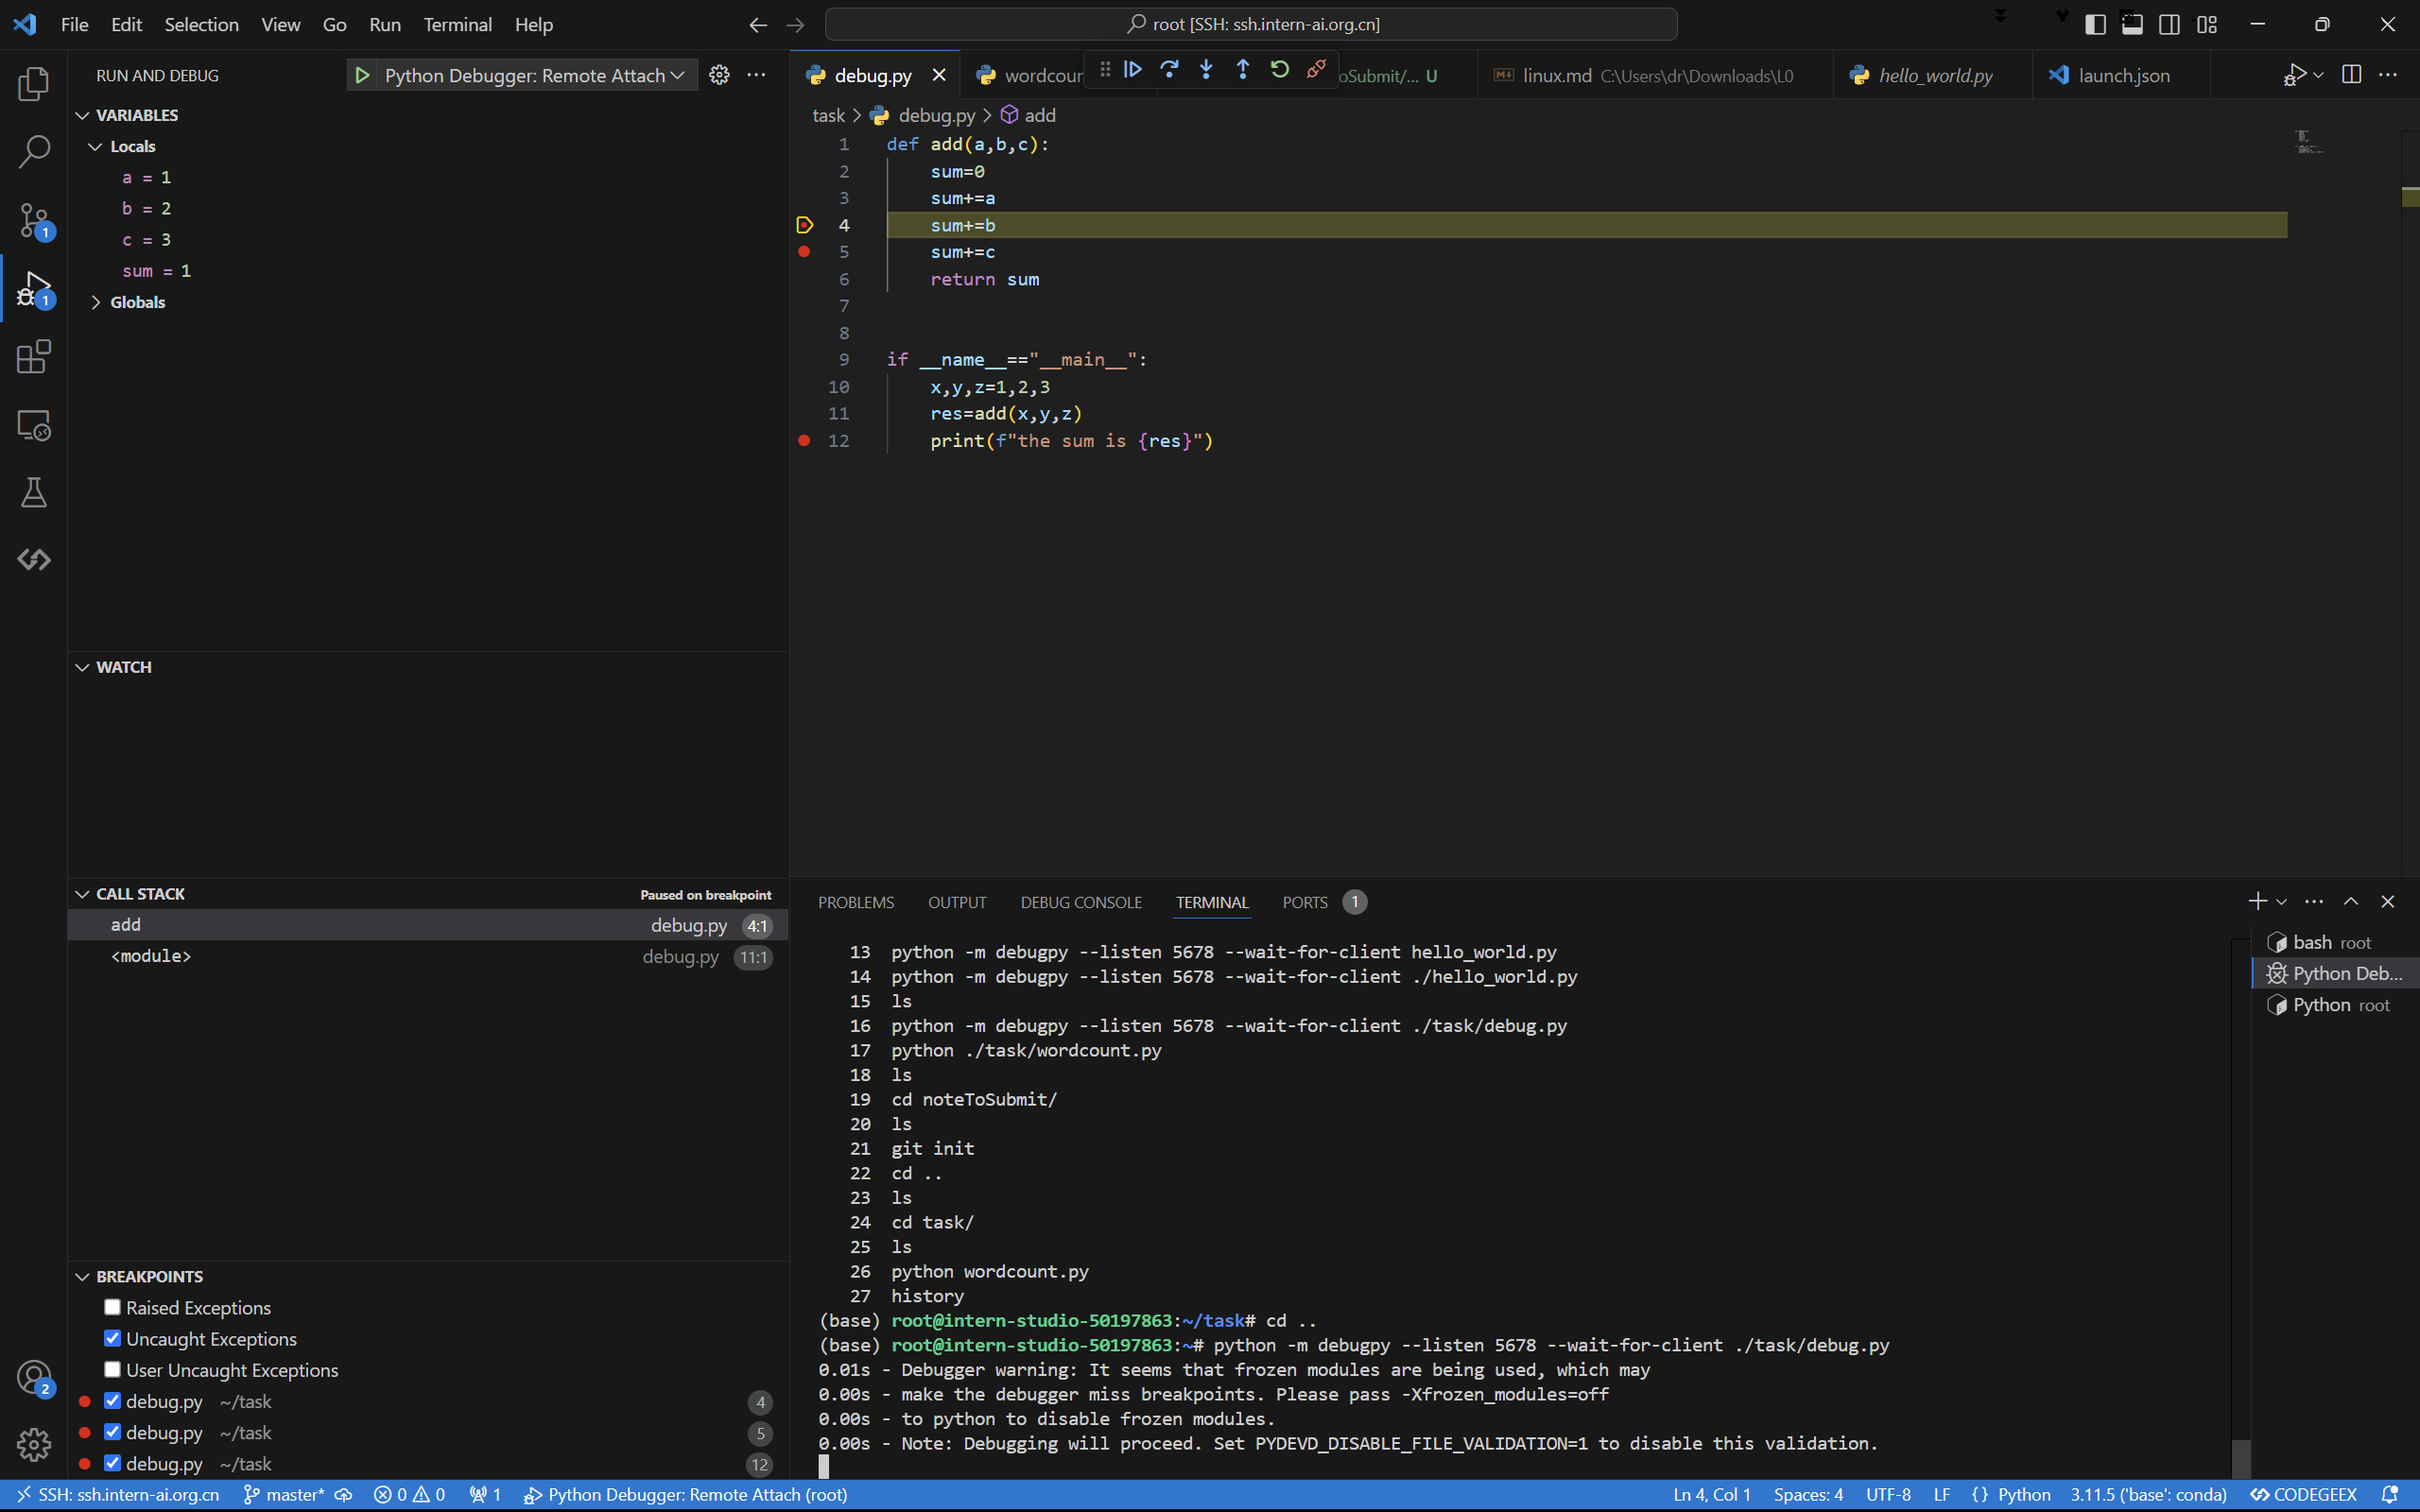 File Edit Selection View Go Run Terminal Help
root [SSH: ssh.intern-ai.org.cn]
RUN AND DEBUG
Python Debugger: Remote Attach
debug.py
wordcour
oSubmit/... U
linux.md C:\Users\dr\Downloads\L0
hello_world.py
launch.json
VARIABLES
Locals
a = 1
b = 2
c = 3
sum = 1
Globals
task > debug.py > add
1 def add(a,b,c):
2 sum=0
3 sum+=a
4 sum+=b
5 sum+=c
6 return sum
7
8
9 if __name__=="__main__":
10 x,y,z=1,2,3
11 res=add(x,y,z)
12 print(f"the sum is {res}")
1
1
WATCH
CALL STACK Paused on breakpoint
add debug.py 4:1
<module> debug.py 11:1
BREAKPOINTS
Raised Exceptions
Uncaught Exceptions
User Uncaught Exceptions
debug.py ~/task 4
debug.py ~/task 5
debug.py ~/task 12
2
PROBLEMS OUTPUT DEBUG CONSOLE TERMINAL PORTS 1
13 python -m debugpy --listen 5678 --wait-for-client hello_world.py
14 python -m debugpy --listen 5678 --wait-for-client ./hello_world.py
15 ls
16 python -m debugpy --listen 5678 --wait-for-client ./task/debug.py
17 python ./task/wordcount.py
18 ls
19 cd noteToSubmit/
20 ls
21 git init
22 cd ..
23 ls
24 cd task/
25 ls
26 python wordcount.py
27 history
(base) root@intern-studio-50197863:~/task# cd ..
(base) root@intern-studio-50197863:~# python -m debugpy --listen 5678 --wait-for-client ./task/debug.py
0.01s - Debugger warning: It seems that frozen modules are being used, which may
0.00s - make the debugger miss breakpoints. Please pass -Xfrozen_modules=off
0.00s - to python to disable frozen modules.
0.00s - Note: Debugging will proceed. Set PYDEVD_DISABLE_FILE_VALIDATION=1 to disable this validation.
bash root
Python Deb...
Python root
SSH: ssh.intern-ai.org.cn master* 0 0 1 Python Debugger: Remote Attach (root) Ln 4, Col 1 Spaces: 4 UTF-8 LF {} Python 3.11.5 ('base': conda) CODEGEEX